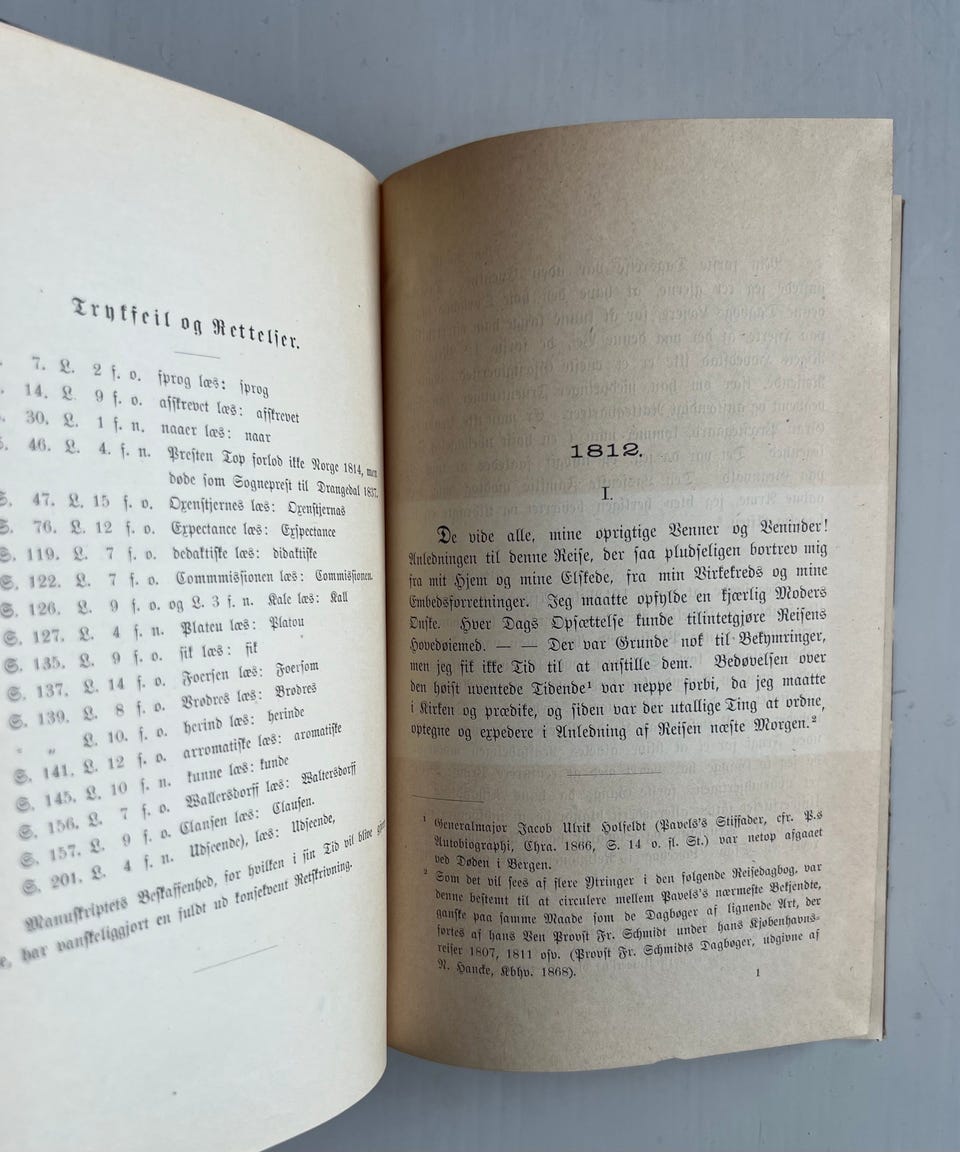 Trykfeil og Rettelser.
7. L. 2 f. o. sprog læs: sprog
14. L. 9 f. o. afskrevet læs: afskrevet
30. L. 1 f. n. naaer læs: naar
46. L. 4. f. n. Presten Top forlod ikke Norge 1814, men
døde som Sogneprest til Drangedal 1837.
S. 47. L. 15 f. o. Oxenstjernes læs: Oxenstjernas
S. 76. L. 12 f. o. Expectance læs: Exspectance
S. 119. L. 7 f. o. dedaktiske læs: didaktiske
S. 122. L. 7 f. o. Commmissionen læs: Commissionen.
S. 126. L. 9 f. o. og L. 3 f. n. Kale læs: Kall
S. 127. L. 4 f. n. Plateu læs: Platou
S. 135. L. 9 f. o. sik læs: fik
S. 137. L. 14 f. o. Foersen læs: Foersom
S. 139. L. 8 f. o. Brodres læs: Brødres
" " L. 10. f. o. herind læs: herinde
S. 141. L. 12 f. o. arromatiske læs: aromatiske
S. 145. L. 10 f. n. kunne læs: kunde
S. 156. L. 7 f. o. Wallersdorff læs: Waltersdorff
S. 157. L. 9 f. o. Clansen læs: Clausen.
S. 201. L. 4 f. n. Udseende), læs: Udseende,
Manuskriptets Beskaffenhed, for hvilken i sin Tid vil blive gjort
har vanskeliggjort en fuldt ud konsekvent Retskrivning.
1812.
I.
De vide alle, mine oprigtige Venner og Veninder!
Anledningen til denne Reise, der saa pludseligen bortrev mig
fra mit Hjem og mine Elskede, fra min Virkekreds og mine
Embedsforretninger. Jeg maatte opfylde en kjærlig Moders
Ønske. Hver Dags Opsættelse kunde tilintetgjøre Reisens
Hovedøiemed. — — Der var Grunde nok til Bekymringer,
men jeg fik ikke Tid til at anstille dem. Bedøvelsen over
den høist uventede Tidende¹ var neppe forbi, da jeg maatte
i Kirken og prædike, og siden var der utallige Ting at ordne,
optegne og expedere i Anledning af Reisen næste Morgen.²
¹ Generalmajor Jacob Ulrik Holfeldt (Pavels's Stiffader, cfr. P.s
Autobiographi, Chra. 1866, S. 14 o. fl. St.) var netop afgaaet
ved Døden i Bergen.
² Som det vil sees af flere Ytringer i den følgende Reisedagbog, var
denne bestemt til at circulere mellem Pavels's nærmeste Bekjendte,
ganske paa samme Maade som de Dagbøger af lignende Art, der
førtes af hans Ven Provst Fr. Schmidt under hans Kjøbenhavns-
reiser 1807, 1811 osv. (Provst Fr. Schmidts Dagbøger, udgivne af
N. Hancke, Kbhv. 1868).
1